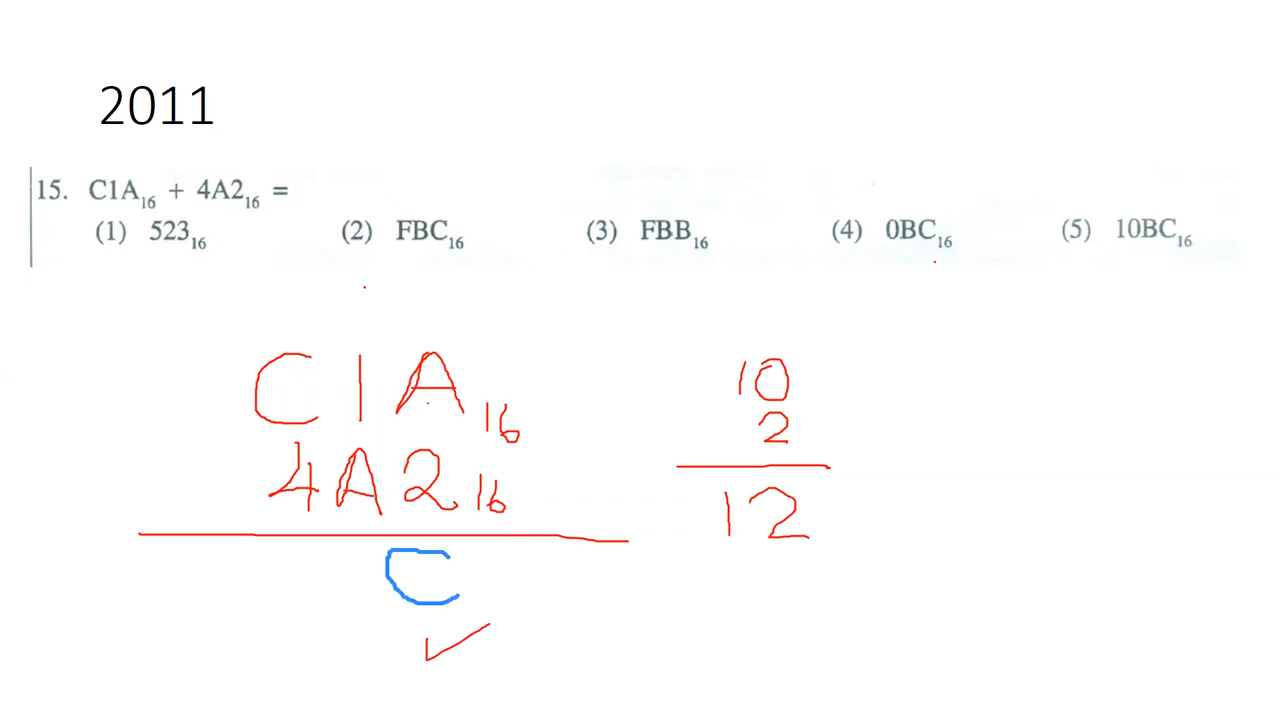 2011
15. C1A₁₆ + 4A2₁₆ =
(1) 523₁₆ (2) FBC₁₆ (3) FBB₁₆ (4) 0BC₁₆ (5) 10BC₁₆
C1A₁₆
4A2₁₆
C
10
2
12